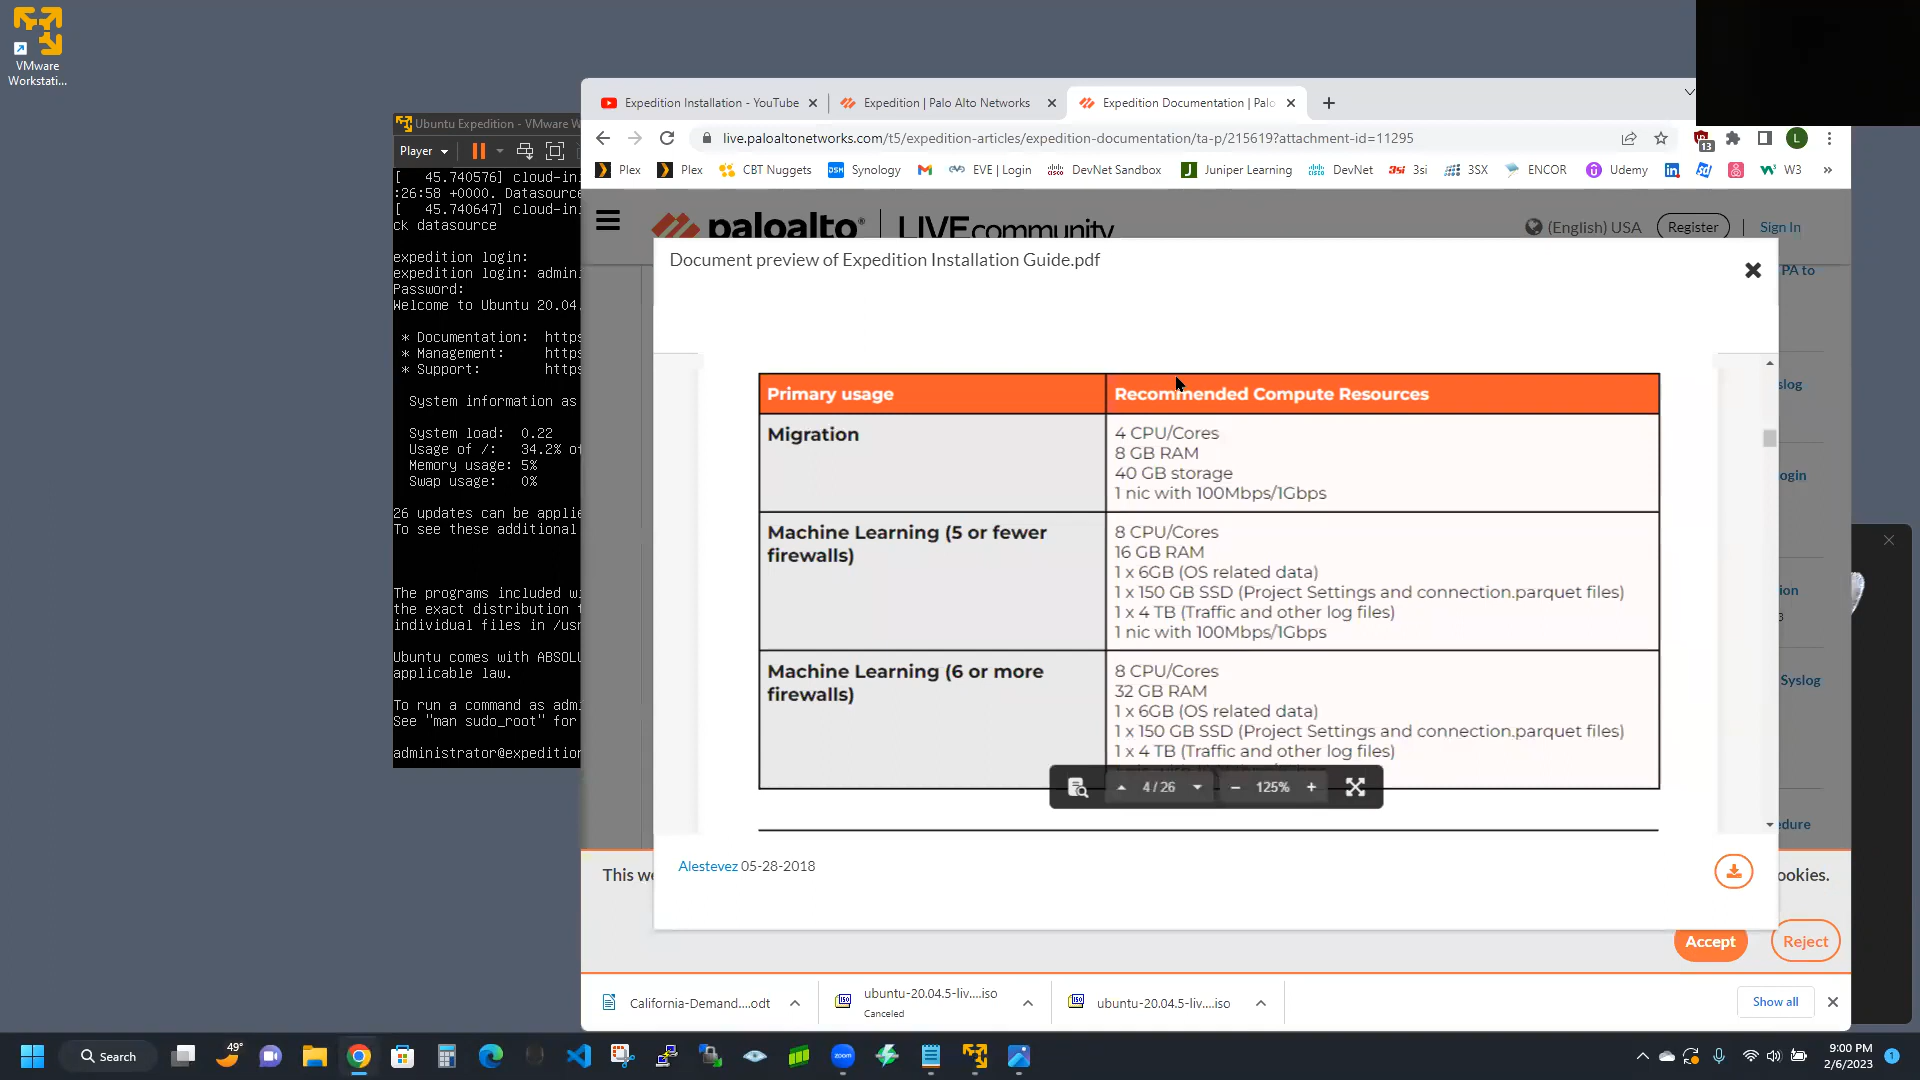 VMware
Workstati...
Ubuntu Expedition - VMware W
Player
[   45.740576] cloud-in
:26:58 +0000. Datasource
[   45.740647] cloud-in
ck datasource
expedition login:
expedition login: admin
Password:
Welcome to Ubuntu 20.04.
* Documentation:  https
* Management:     https
* Support:        https
System information as
System load:  0.22
Usage of /:   34.2% of
Memory usage: 5%
Swap usage:   0%
26 updates can be applie
To see these additional
The programs included wi
the exact distribution t
individual files in /usr
Ubuntu comes with ABSOLU
applicable law.
To run a command as admi
See "man sudo_root" for
administrator@expedition
Expedition Installation - YouTube
Expedition | Palo Alto Networks
Expedition Documentation | Palo
live.paloaltonetworks.com/t5/expedition-articles/expedition-documentation/ta-p/215619?attachment-id=11295
13
L
Plex
Plex
CBT Nuggets
DSM
Synology
EVE | Login
DevNet Sandbox
Juniper Learning
DevNet
3si
3SX
ENCOR
Udemy
W3
»
paloalto
LIVEcommunity
(English) USA
Register
Sign In
Document preview of Expedition Installation Guide.pdf
PA to
Primary usage
Recommended Compute Resources
Migration
4 CPU/Cores
8 GB RAM
40 GB storage
1 nic with 100Mbps/1Gbps
Machine Learning (5 or fewer
firewalls)
8 CPU/Cores
16 GB RAM
1 x 6GB (OS related data)
1 x 150 GB SSD (Project Settings and connection.parquet files)
1 x 4 TB (Traffic and other log files)
1 nic with 100Mbps/1Gbps
Machine Learning (6 or more
firewalls)
8 CPU/Cores
32 GB RAM
1 x 6GB (OS related data)
1 x 150 GB SSD (Project Settings and connection.parquet files)
1 x 4 TB (Traffic and other log files)
4 / 26
125%
slog
ogin
ion
3
Syslog
edure
Alestevez 05-28-2018
This we
ookies.
Accept
Reject
California-Demand....odt
ubuntu-20.04.5-liv....iso
Canceled
ubuntu-20.04.5-liv....iso
Show all
Search
49°
zoom
9:00 PM
2/6/2023
1